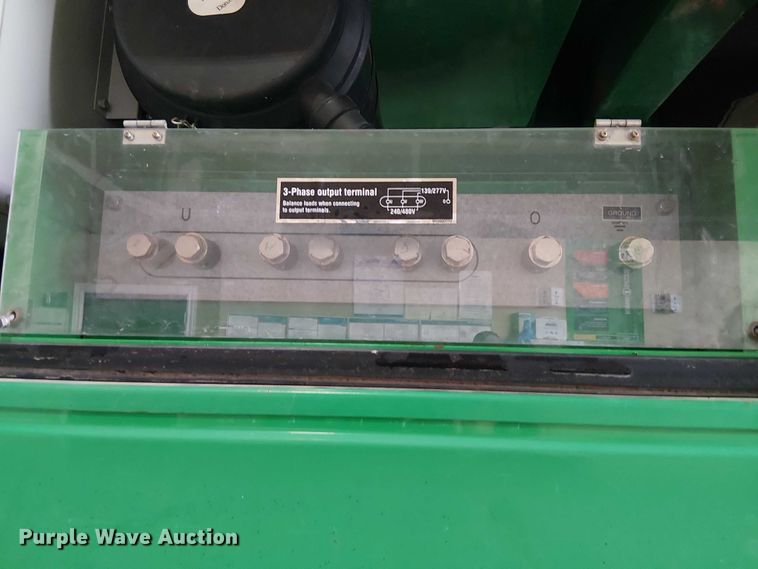 3-Phase output terminal
139/277V
Balance loads when connecting
to output terminals.
240/480V
U
O
GROUND
Purple Wave Auction